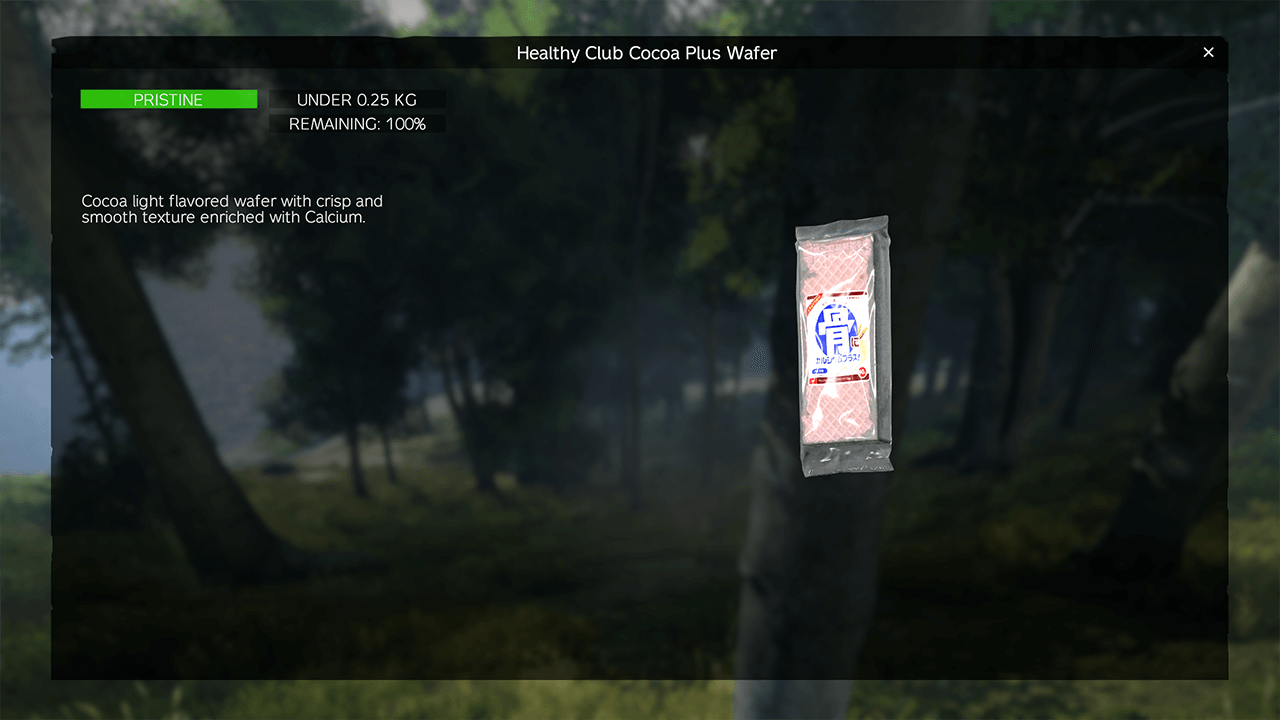 Healthy Club Cocoa Plus Wafer
PRISTINE
UNDER 0.25 KG
REMAINING: 100%
Cocoa light flavored wafer with crisp and
smooth texture enriched with Calcium.
骨に